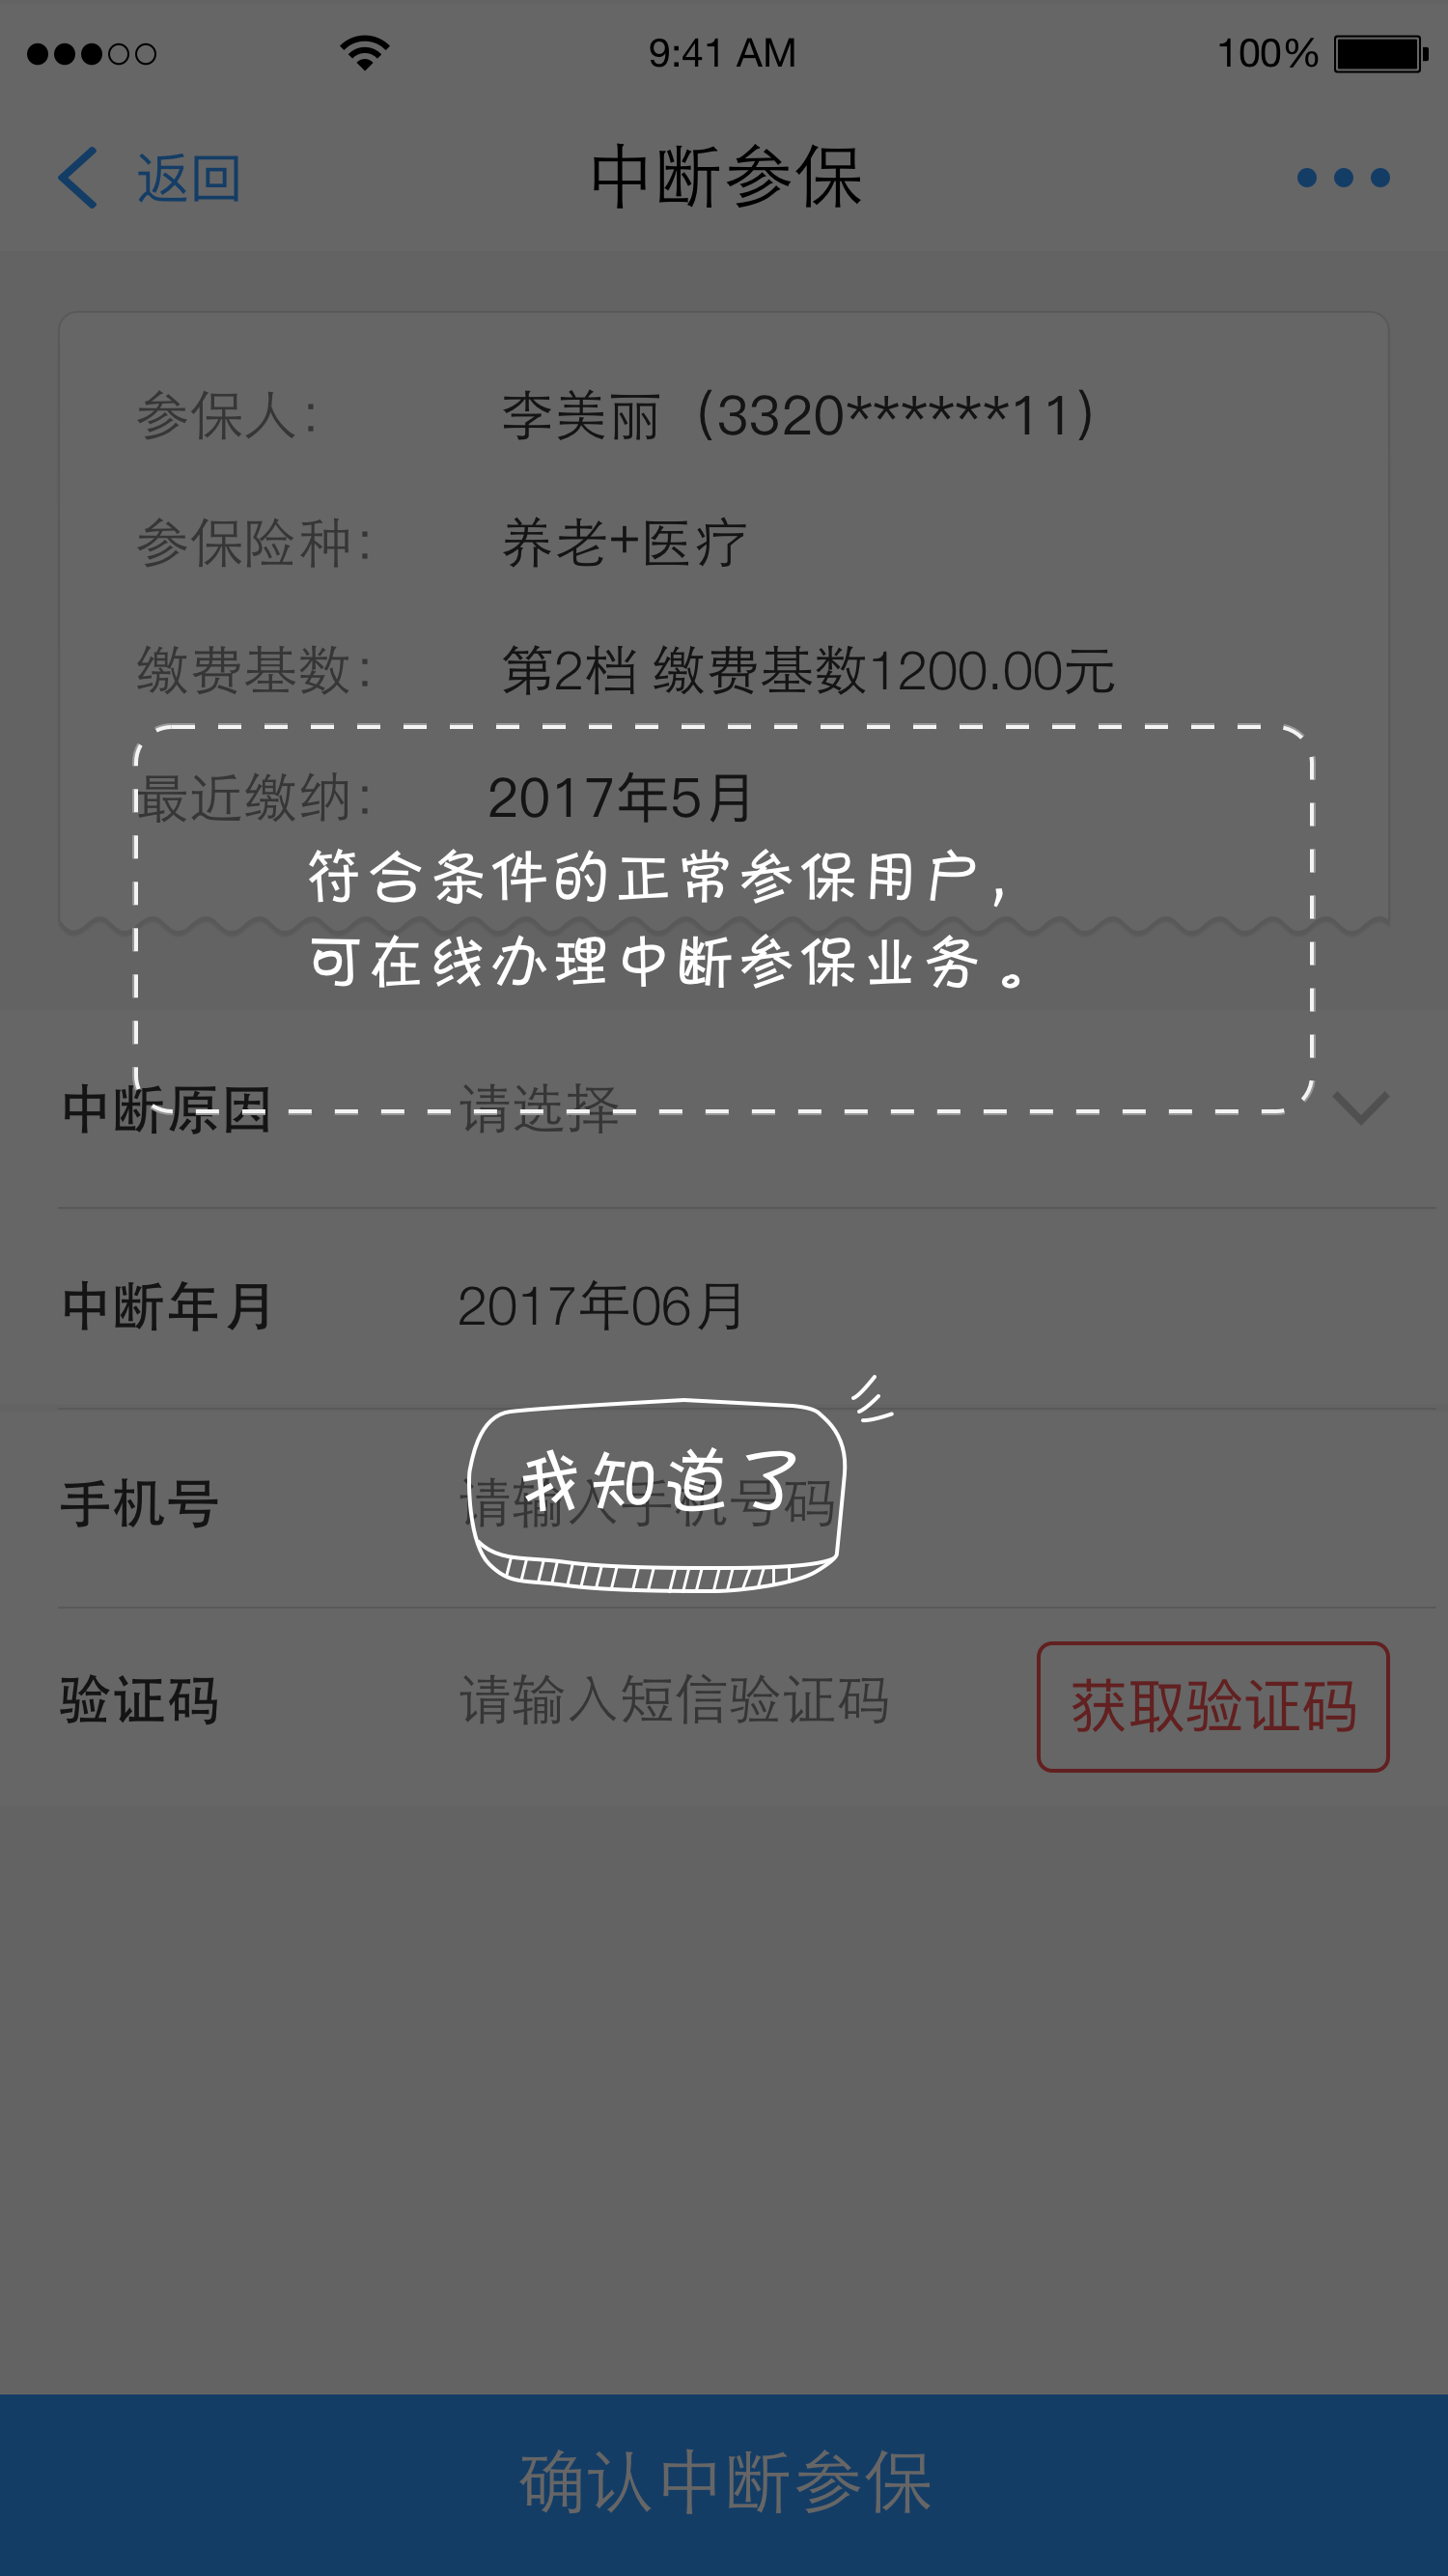 9:41 AM 100%
返回 中断参保
参保人： 李美丽（3320******11）
参保险种： 养老+医疗
缴费基数： 第2档 缴费基数1200.00元
最近缴纳： 2017年5月
符合条件的正常参保用户，
可在线办理中断参保业务。
中断原因 请选择
中断年月 2017年06月
我知道了
手机号 请输入手机号码
验证码 请输入短信验证码 获取验证码
确认中断参保